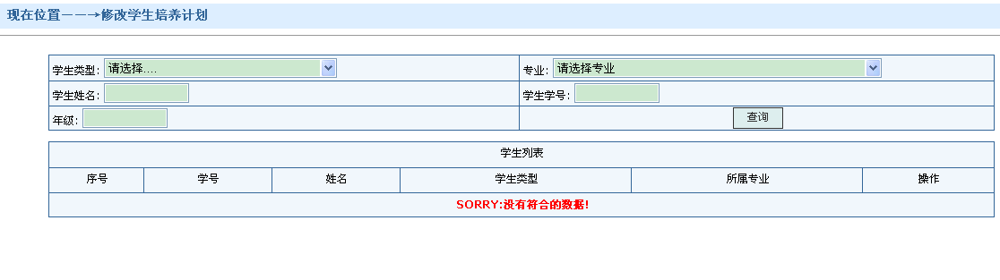 现在位置－－→修改学生培养计划
学生类型: 请选择.... 专业: 请选择专业
学生姓名: 学生学号:
年级: 查询
学生列表
序号 学号 姓名 学生类型 所属专业 操作
SORRY:没有符合的数据!